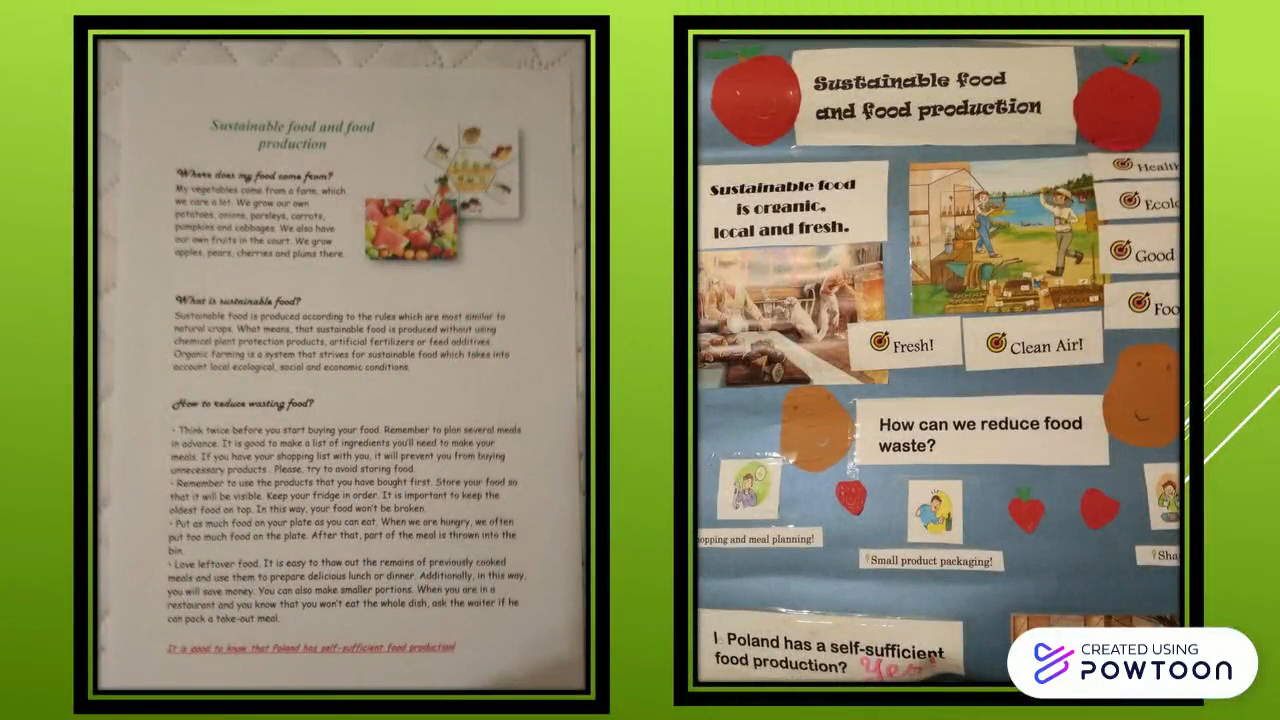 Sustainable food and food
production
Where does my food come from?
My vegetables come from a farm, which
we care a lot. We grow our own
potatoes, onions, parsleys, carrots,
pumpkins and cabbages. We also have
our own fruits in the court. We grow
apples, pears, cherries and plums there.
What is sustainable food?
Sustainable food is produced according to the rules which are most similar to
natural crops. What means, that sustainable food is produced without using
chemical plant protection products, artificial fertilizers or feed additives.
Organic farming is a system that strives for sustainable food which takes into
account local ecological, social and economic conditions.
How to reduce wasting food?
• Think twice before you start buying your food. Remember to plan several meals
in advance. It is good to make a list of ingredients you'll need to make your
meals. If you have your shopping list with you, it will prevent you from buying
unnecessary products . Please, try to avoid storing food.
• Remember to use the products that you have bought first. Store your food so
that it will be visible. Keep your fridge in order. It is important to keep the
oldest food on top. In this way, your food won't be broken.
• Put as much food on your plate as you can eat. When we are hungry, we often
put too much food on the plate. After that, part of the meal is thrown into the
bin.
• Love leftover food. It is easy to thaw out the remains of previously cooked
meals and use them to prepare delicious lunch or dinner. Additionally, in this way,
you will save money. You can also make smaller portions. When you are in a
restaurant and you know that you won't eat the whole dish, ask the waiter if he
can pack a take-out meal.
It is good to know that Poland has self-sufficient food production!
Sustainable food
and food production
Sustainable food
is organic,
local and fresh.
Health
Ecolo
Good
Foo
Fresh!
Clean Air!
How can we reduce food
waste?
opping and meal planning!
Small product packaging!
Sha
Poland has a self-sufficient
food production? Yes!
CREATED USING
POWTOON